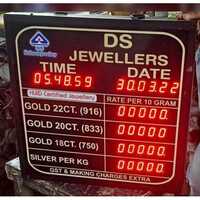 DS
JEWELLERS
TIME DATE
05.48.59 30.03.22
HUID Certified Jewellery
RATE PER 10 GRAM
GOLD 22CT. (916) 00000.
GOLD 20CT. (833) 00000.
GOLD 18CT. (750) 00000.
SILVER PER KG 00000.
GST & MAKING CHARGES EXTRA